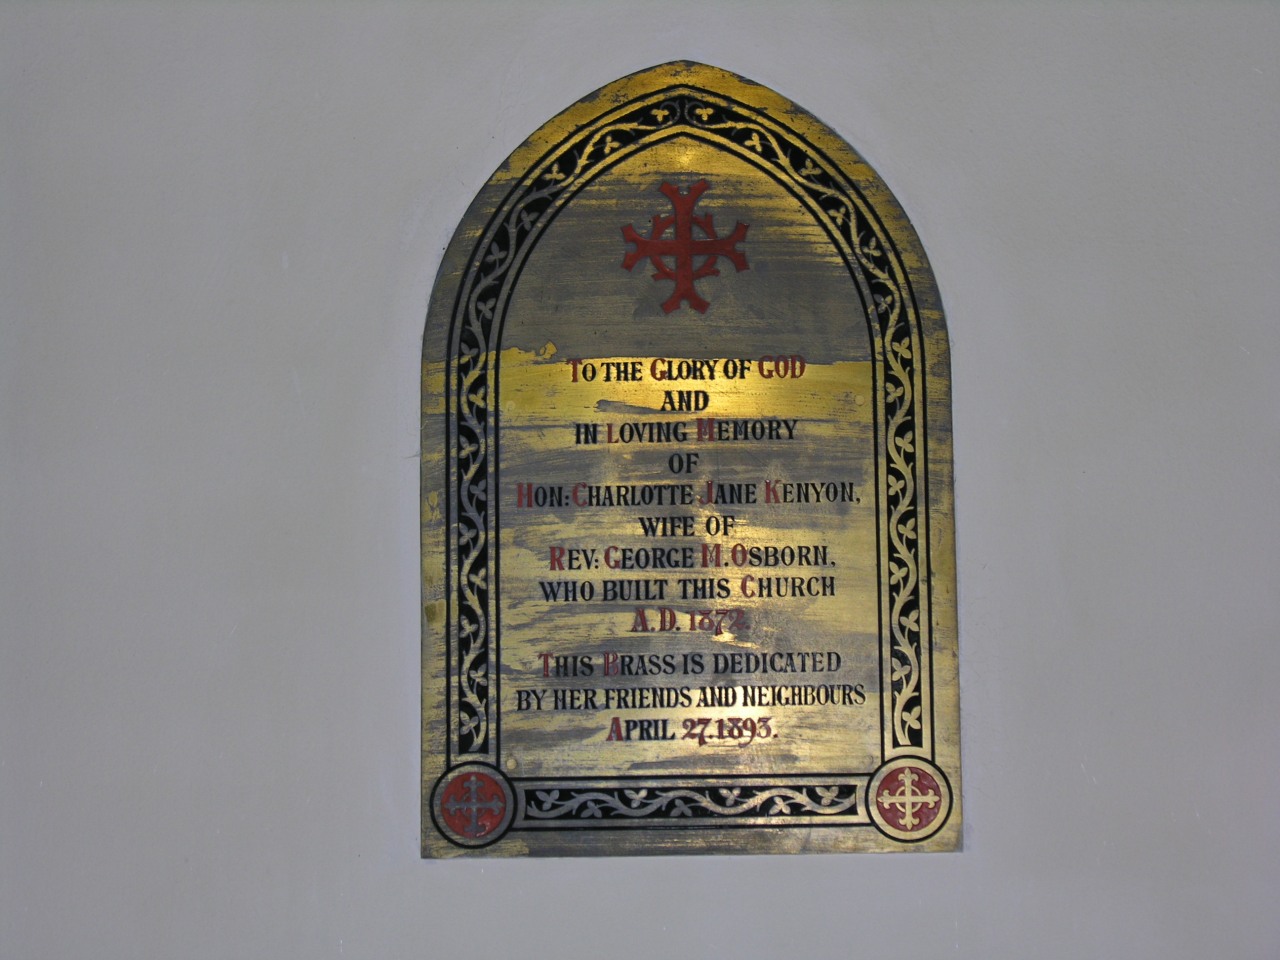 TO THE GLORY OF GOD
AND
IN LOVING MEMORY
OF
HON: CHARLOTTE JANE KENYON,
WIFE OF
REV: GEORGE M. OSBORN,
WHO BUILT THIS CHURCH
A.D. 1872.
THIS BRASS IS DEDICATED
BY HER FRIENDS AND NEIGHBOURS
APRIL 27. 1893.